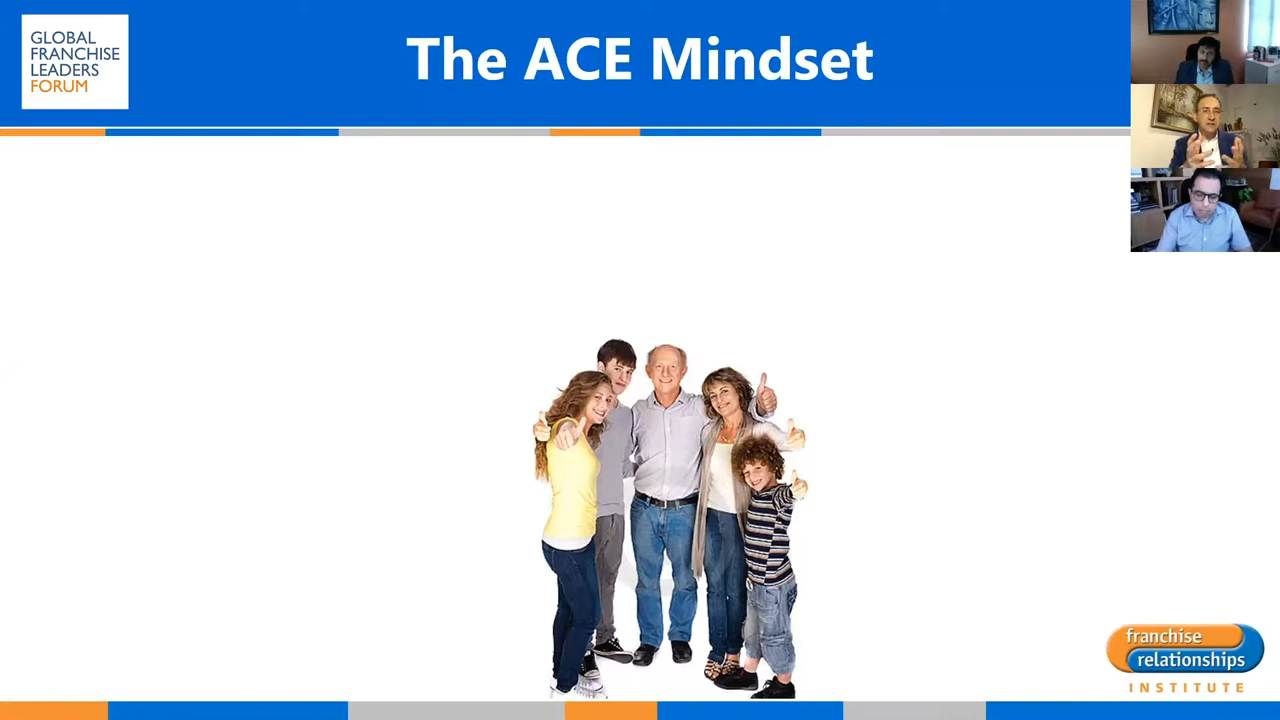 GLOBAL
FRANCHISE
LEADERS
FORUM
The ACE Mindset
franchise
relationships
INSTITUTE